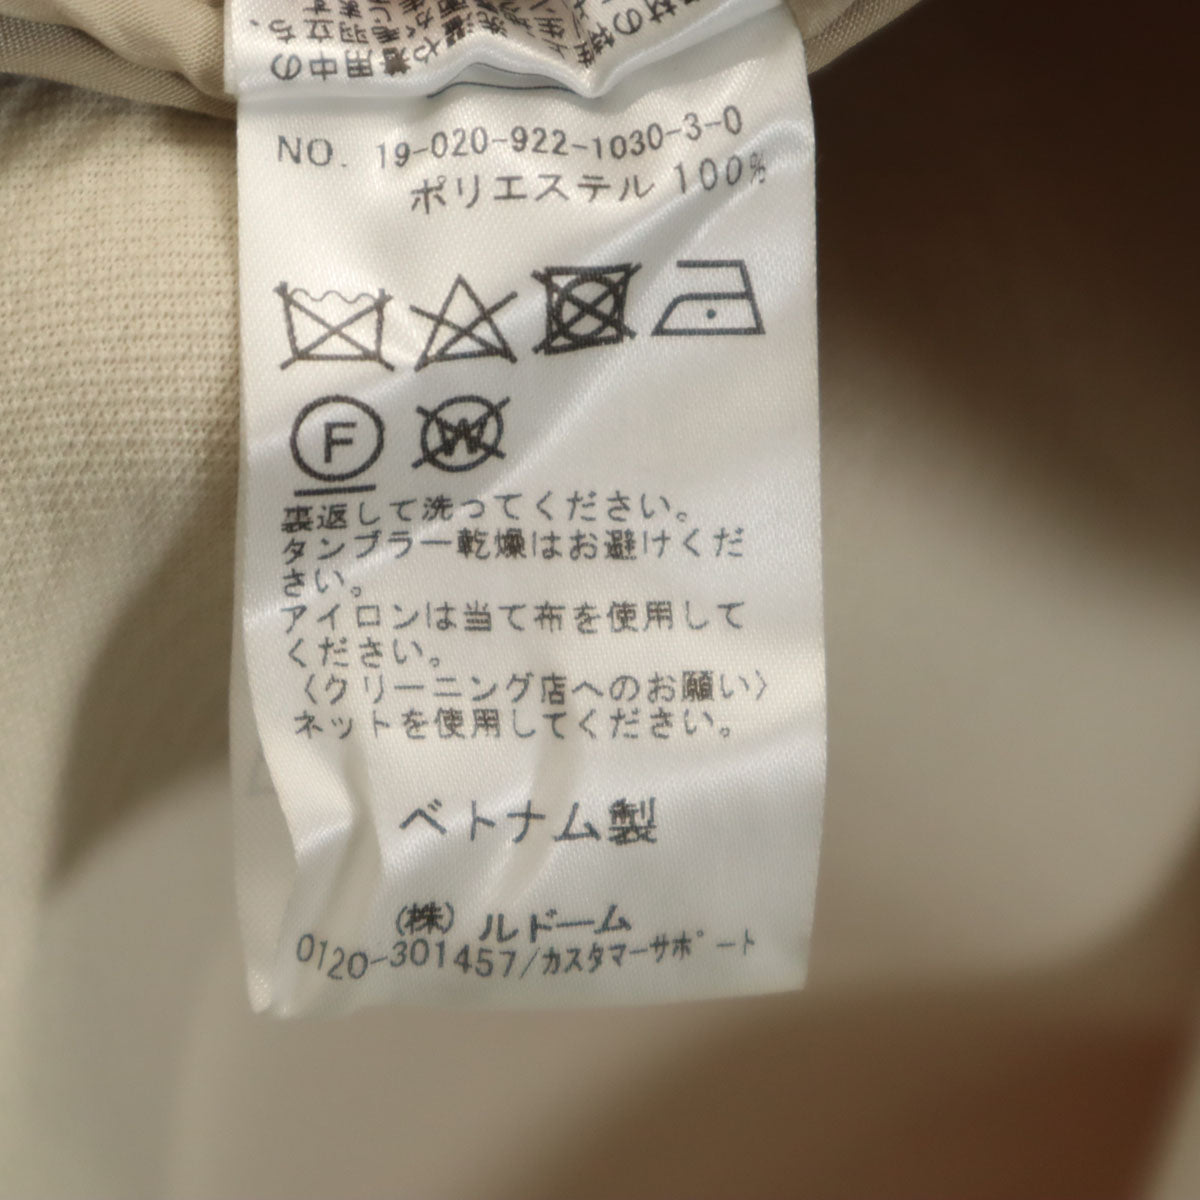 着用中の
NO. 19-020-922-1030-3-0
ポリエステル 100%
F
W
裏返して洗ってください。
タンブラー乾燥はお避けくだ
さい。
アイロンは当て布を使用して
ください。
〈クリーニング店へのお願い〉
ネットを使用してください。
ベトナム製
(株) ルドーム
0120-301457/カスタマーサポート